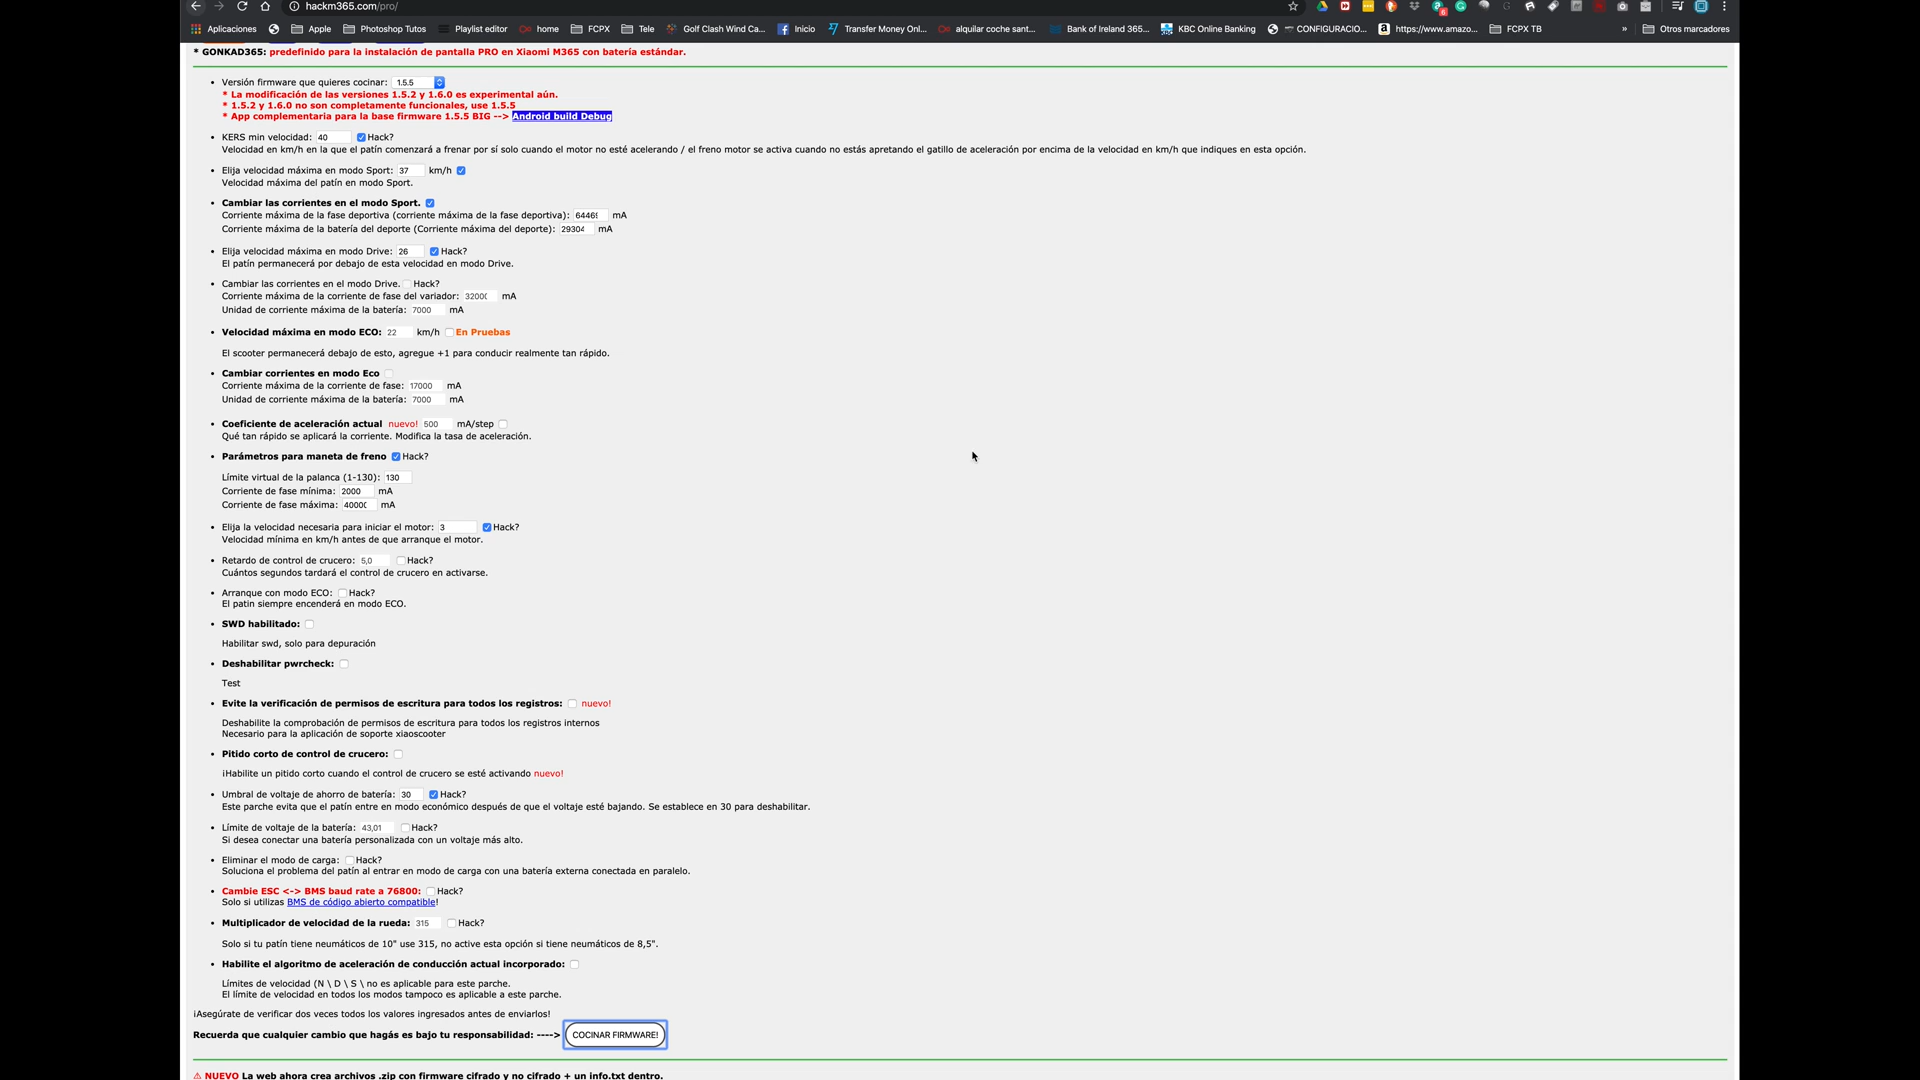 hackm365.com/pro/
Aplicaciones Apple Photoshop Tutos Playlist editor home FCPX Tele Golf Clash Wind Ca... Inicio Transfer Money Onl... alquilar coche sant... Bank of Ireland 365... KBC Online Banking CONFIGURACIO... https://www.amazo... FCPX TB » Otros marcadores
* GONKAD365: predefinido para la instalación de pantalla PRO en Xiaomi M365 con batería estándar.
• Versión firmware que quieres cocinar: 1.5.5
* La modificación de las versiones 1.5.2 y 1.6.0 es experimental aún.
* 1.5.2 y 1.6.0 no son completamente funcionales, use 1.5.5
* App complementaria para la base firmware 1.5.5 BIG --> Android build Debug
• KERS min velocidad: 40 Hack?
Velocidad en km/h en la que el patín comenzará a frenar por sí solo cuando el motor no esté acelerando / el freno motor se activa cuando no estás apretando el gatillo de aceleración por encima de la velocidad en km/h que indiques en esta opción.
• Elija velocidad máxima en modo Sport: 37 km/h
Velocidad máxima del patín en modo Sport.
• Cambiar las corrientes en el modo Sport.
Corriente máxima de la fase deportiva (corriente máxima de la fase deportiva): 64469 mA
Corriente máxima de la batería del deporte (Corriente máxima del deporte): 29304 mA
• Elija velocidad máxima en modo Drive: 26 Hack?
El patín permanecerá por debajo de esta velocidad en modo Drive.
• Cambiar las corrientes en el modo Drive. Hack?
Corriente máxima de la corriente de fase del variador: 32000 mA
Unidad de corriente máxima de la batería: 7000 mA
• Velocidad máxima en modo ECO: 22 km/h En Pruebas
El scooter permanecerá debajo de esto, agregue +1 para conducir realmente tan rápido.
• Cambiar corrientes en modo Eco
Corriente máxima de la corriente de fase: 17000 mA
Unidad de corriente máxima de la batería: 7000 mA
• Coeficiente de aceleración actual nuevo! 500 mA/step
Qué tan rápido se aplicará la corriente. Modifica la tasa de aceleración.
• Parámetros para maneta de freno Hack?
Límite virtual de la palanca (1-130): 130
Corriente de fase mínima: 2000 mA
Corriente de fase máxima: 40000 mA
• Elija la velocidad necesaria para iniciar el motor: 3 Hack?
Velocidad mínima en km/h antes de que arranque el motor.
• Retardo de control de crucero: 5,0 Hack?
Cuántos segundos tardará el control de crucero en activarse.
• Arranque con modo ECO: Hack?
El patin siempre encenderá en modo ECO.
• SWD habilitado:
Habilitar swd, solo para depuración
• Deshabilitar pwrcheck:
Test
• Evite la verificación de permisos de escritura para todos los registros: nuevo!
Deshabilite la comprobación de permisos de escritura para todos los registros internos
Necesario para la aplicación de soporte xiaoscooter
• Pitido corto de control de crucero:
¡Habilite un pitido corto cuando el control de crucero se esté activando nuevo!
• Umbral de voltaje de ahorro de batería: 30 Hack?
Este parche evita que el patín entre en modo económico después de que el voltaje esté bajando. Se establece en 30 para deshabilitar.
• Límite de voltaje de la batería: 43,01 Hack?
Si desea conectar una batería personalizada con un voltaje más alto.
• Eliminar el modo de carga: Hack?
Soluciona el problema del patín al entrar en modo de carga con una batería externa conectada en paralelo.
• Cambie ESC <-> BMS baud rate a 76800: Hack?
Solo si utilizas BMS de código abierto compatible!
• Multiplicador de velocidad de la rueda: 315 Hack?
Solo si tu patín tiene neumáticos de 10" use 315, no active esta opción si tiene neumáticos de 8,5".
• Habilite el algoritmo de aceleración de conducción actual incorporado:
Límites de velocidad (N \ D \ S \ no es aplicable para este parche.
El límite de velocidad en todos los modos tampoco es aplicable a este parche.
¡Asegúrate de verificar dos veces todos los valores ingresados antes de enviarlos!
Recuerda que cualquier cambio que hagás es bajo tu responsabilidad: ----> COCINAR FIRMWARE!
⚠ NUEVO La web ahora crea archivos .zip con firmware cifrado y no cifrado + un info.txt dentro.